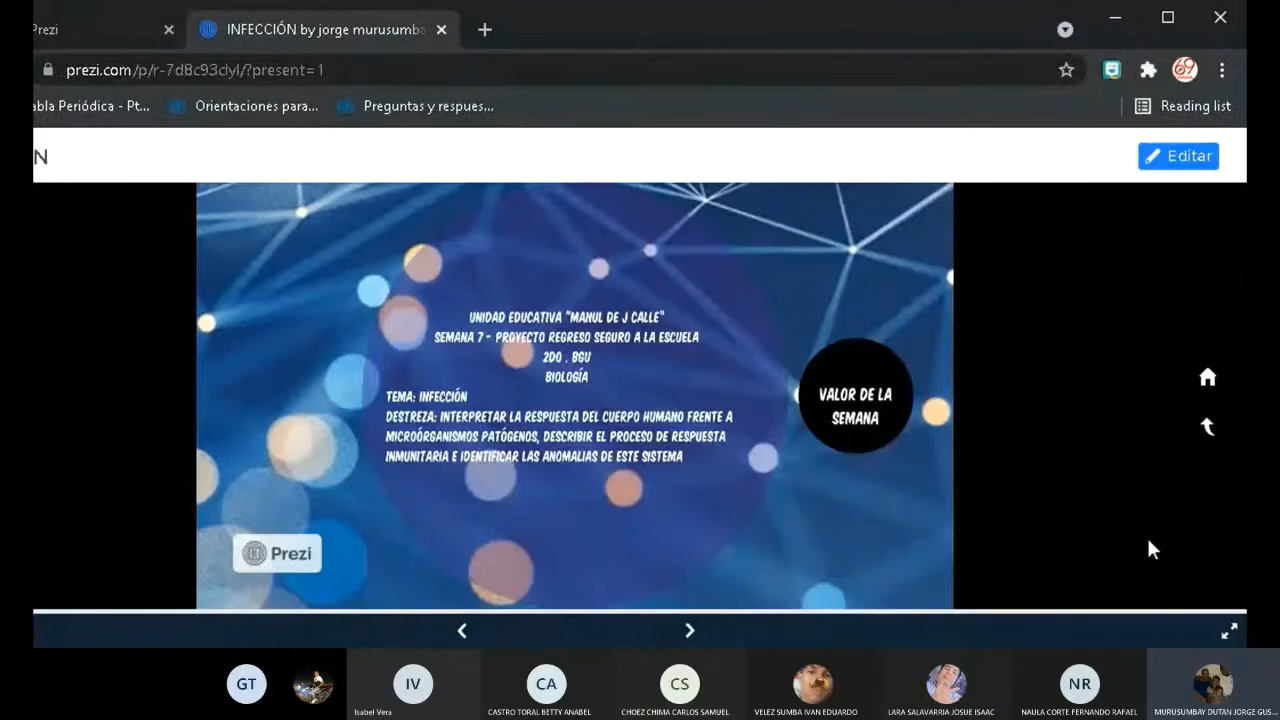 Prezi
INFECCIÓN by jorge murusumba
prezi.com/p/r-7d8c93clyl/?present=1
abla Periódica - Pt...
Orientaciones para...
Preguntas y respues...
Reading list
N
Editar
UNIDAD EDUCATIVA "MANUL DE J CALLE"
SEMANA 7 - PROYECTO REGRESO SEGURO A LA ESCUELA
2DO . BGU
BIOLOGÍA
TEMA: INFECCIÓN
DESTREZA: INTERPRETAR LA RESPUESTA DEL CUERPO HUMANO FRENTE A
MICROÓRGANISMOS PATÓGENOS, DESCRIBIR EL PROCESO DE RESPUESTA
INMUNITARIA E IDENTIFICAR LAS ANOMALIAS DE ESTE SISTEMA
VALOR DE LA
SEMANA
Prezi
GT
IV
CA
CS
NR
Isabel Vera
CASTRO TORAL BETTY ANABEL
CHOEZ CHIMA CARLOS SAMUEL
VELEZ SUMBA IVAN EDUARDO
LARA SALAVARRIA JOSUE ISAAC
NAULA CORTE FERNANDO RAFAEL
MURUSUMBAY DUTAN JORGE GUS...